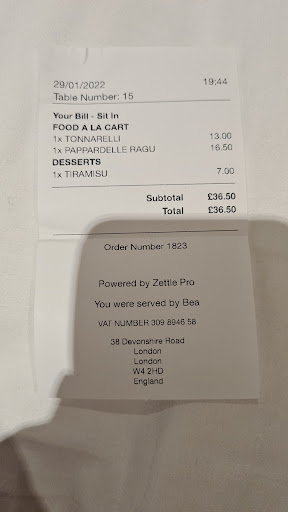 29/01/2022 19:44
Table Number: 15
Your Bill - Sit In
FOOD A LA CART
1x TONNARELLI 13.00
1x PAPPARDELLE RAGU 16.50
DESSERTS
1x TIRAMISU 7.00
Subtotal £36.50
Total £36.50
Order Number 1823
Powered by Zettle Pro
You were served by Bea
VAT NUMBER 309 8946 58
38 Devonshire Road
London
London
W4 2HD
England